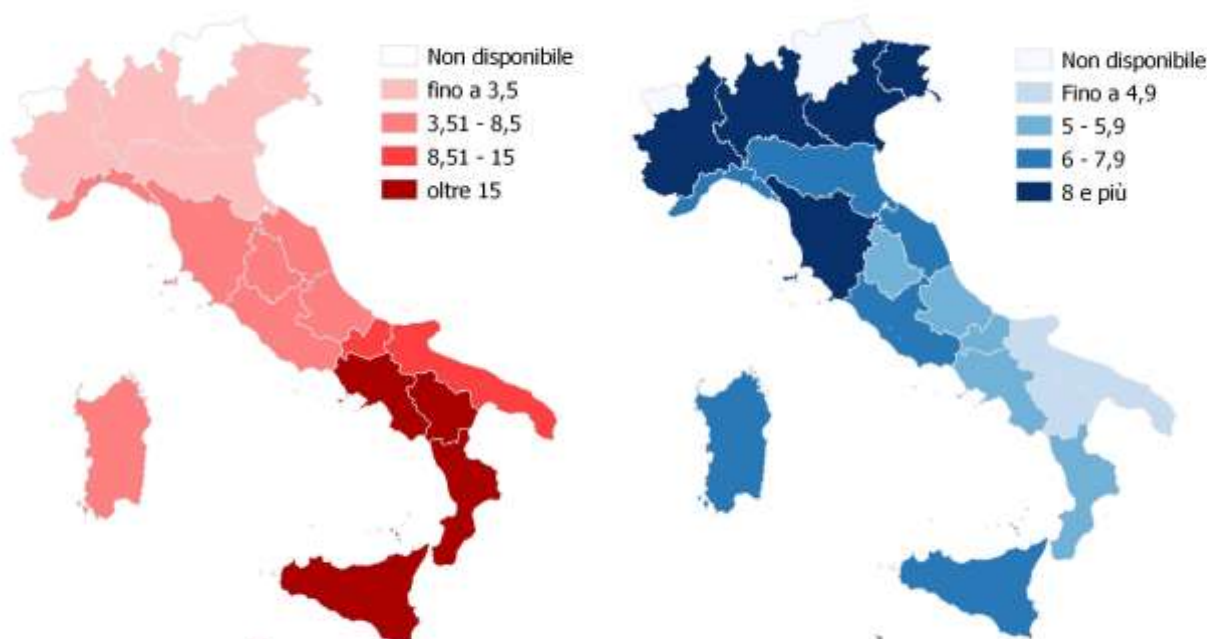 Non disponibile
fino a 3,5
3,51 - 8,5
8,51 - 15
oltre 15
Non disponibile
Fino a 4,9
5 - 5,9
6 - 7,9
8 e più